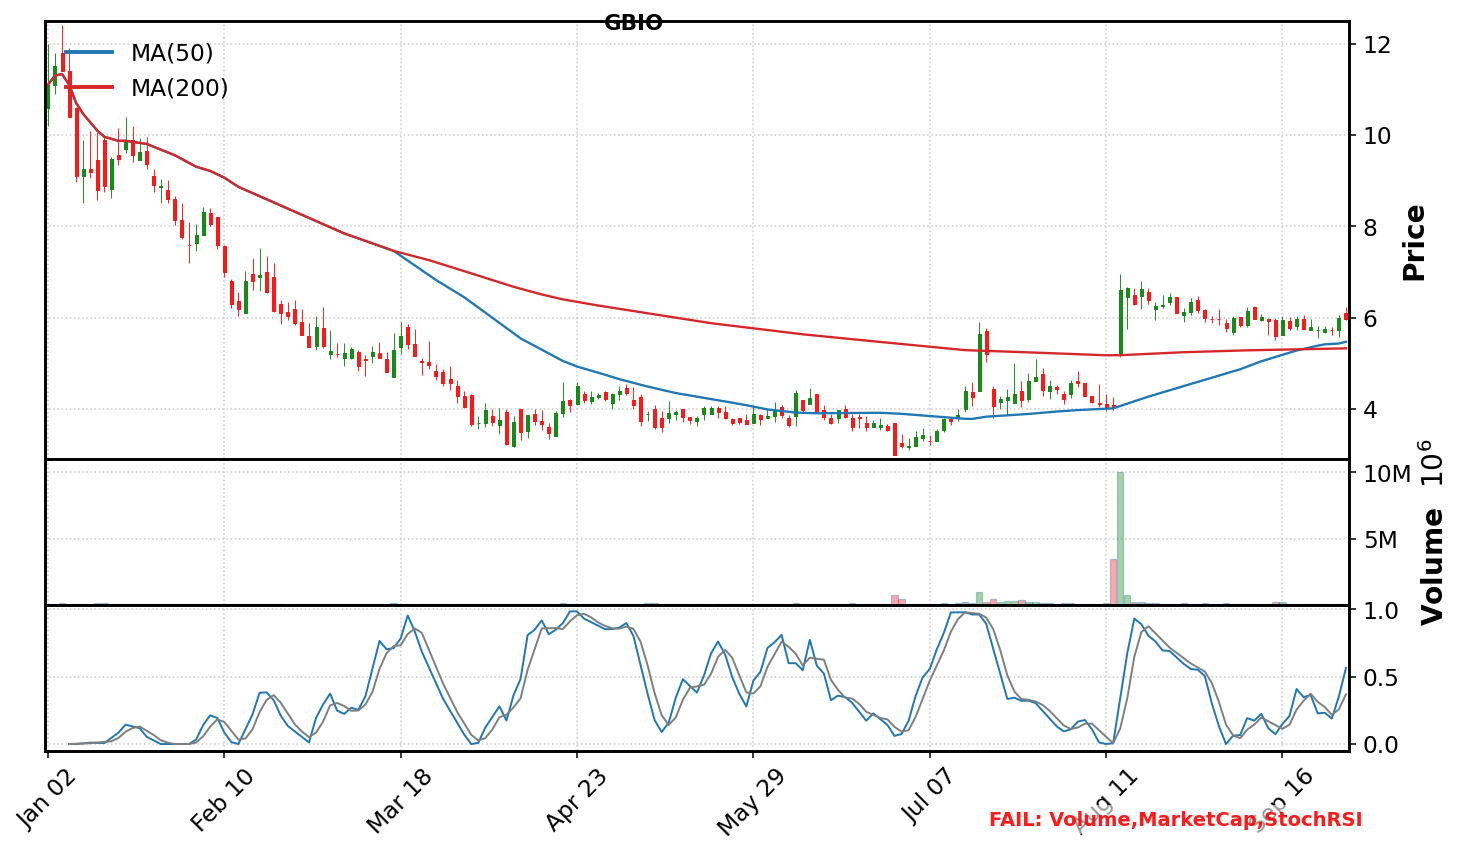 GBIO
MA(50)
MA(200)
12
10
8
6
4
Price
10M
5M
Volume 10^6
1.0
0.5
0.0
Jan 02
Feb 10
Mar 18
Apr 23
May 29
Jul 07
Aug 11
Sep 16
FAIL: Volume,MarketCap,StochRSI